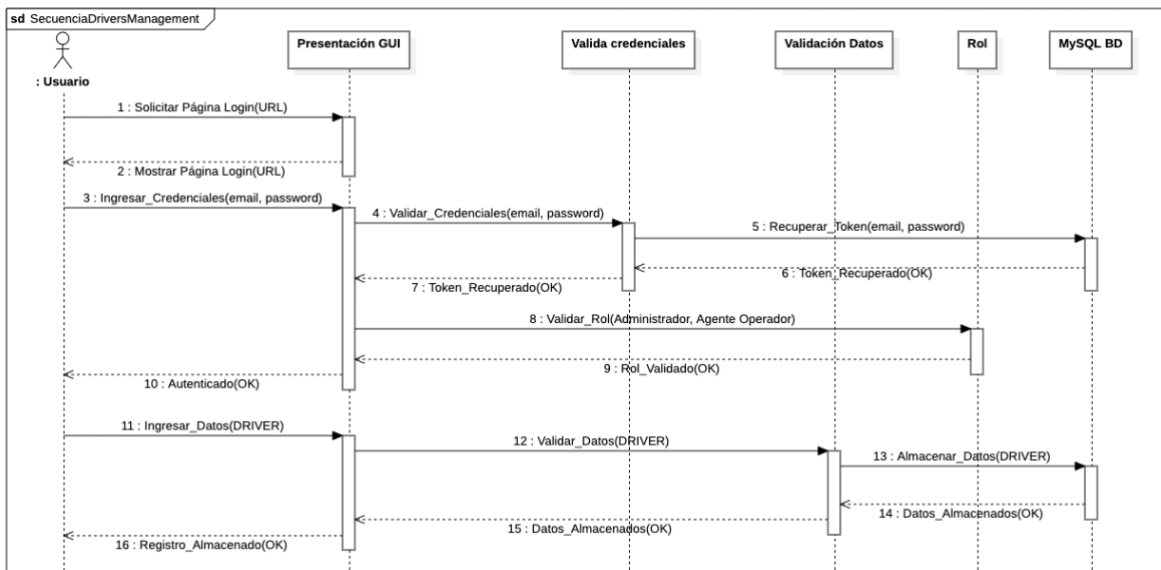 sd SecuenciaDriversManagement
: Usuario
Presentación GUI
Valida credenciales
Validación Datos
Rol
MySQL BD
1 : Solicitar Página Login(URL)
2 : Mostrar Página Login(URL)
3 : Ingresar_Credenciales(email, password)
4 : Validar_Credenciales(email, password)
5 : Recuperar_Token(email, password)
6 : Token_Recuperado(OK)
7 : Token_Recuperado(OK)
8 : Validar_Rol(Administrador, Agente Operador)
9 : Rol_Validado(OK)
10 : Autenticado(OK)
11 : Ingresar_Datos(DRIVER)
12 : Validar_Datos(DRIVER)
13 : Almacenar_Datos(DRIVER)
14 : Datos_Almacenados(OK)
15 : Datos_Almacenados(OK)
16 : Registro_Almacenado(OK)